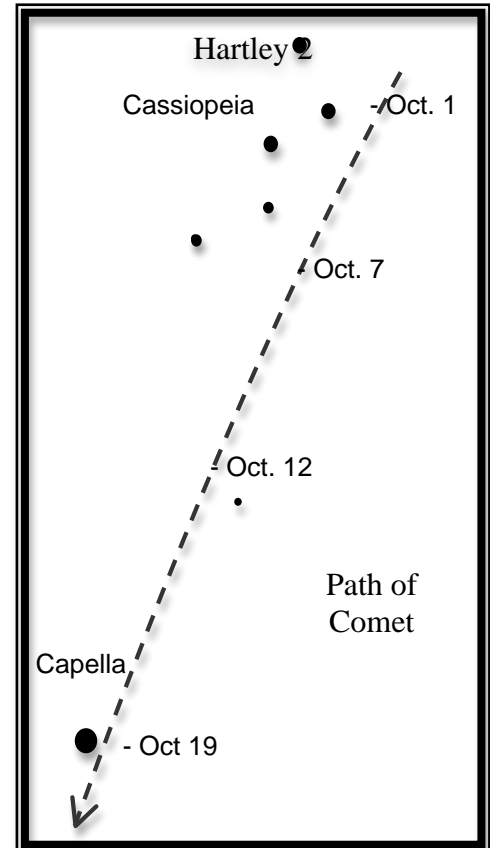 Hartley 2
Cassiopeia
- Oct. 1
- Oct. 7
- Oct. 12
Path of
Comet
Capella
- Oct 19